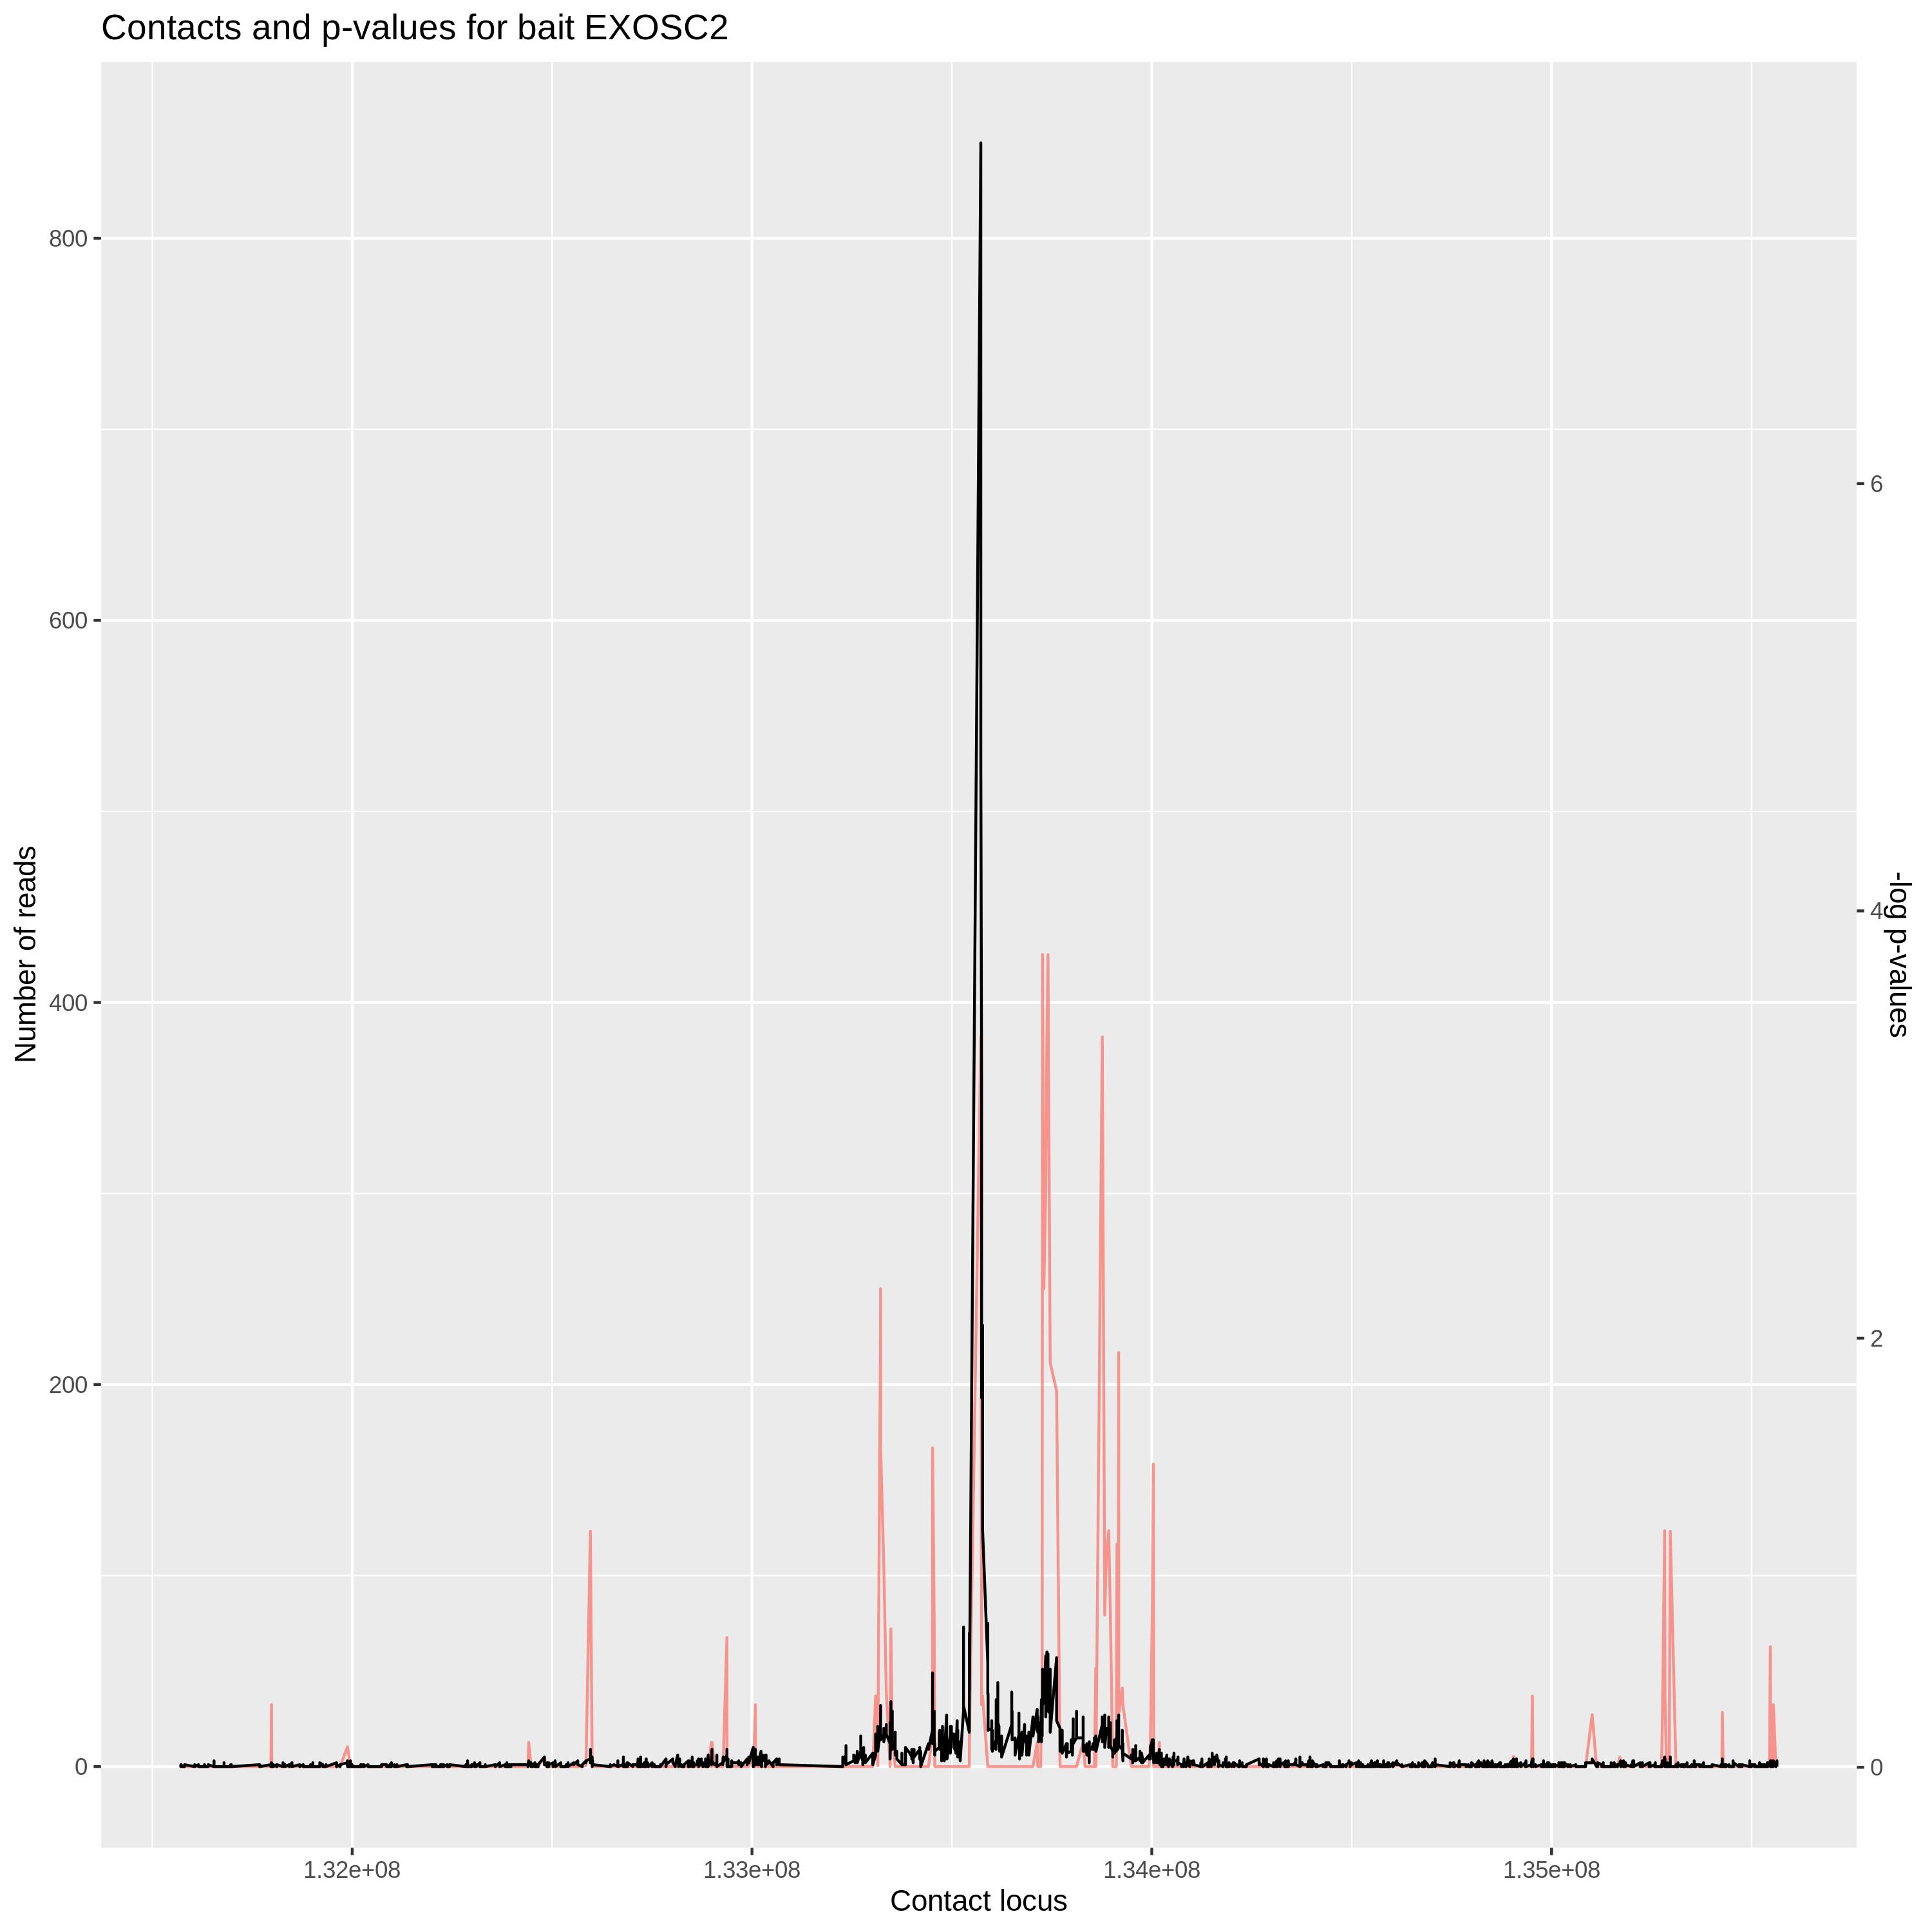 Contacts and p-values for bait EXOSC2
800
600
400
200
0
Number of reads
6
4
2
0
-log p-values
1.32e+08
1.33e+08
1.34e+08
1.35e+08
Contact locus